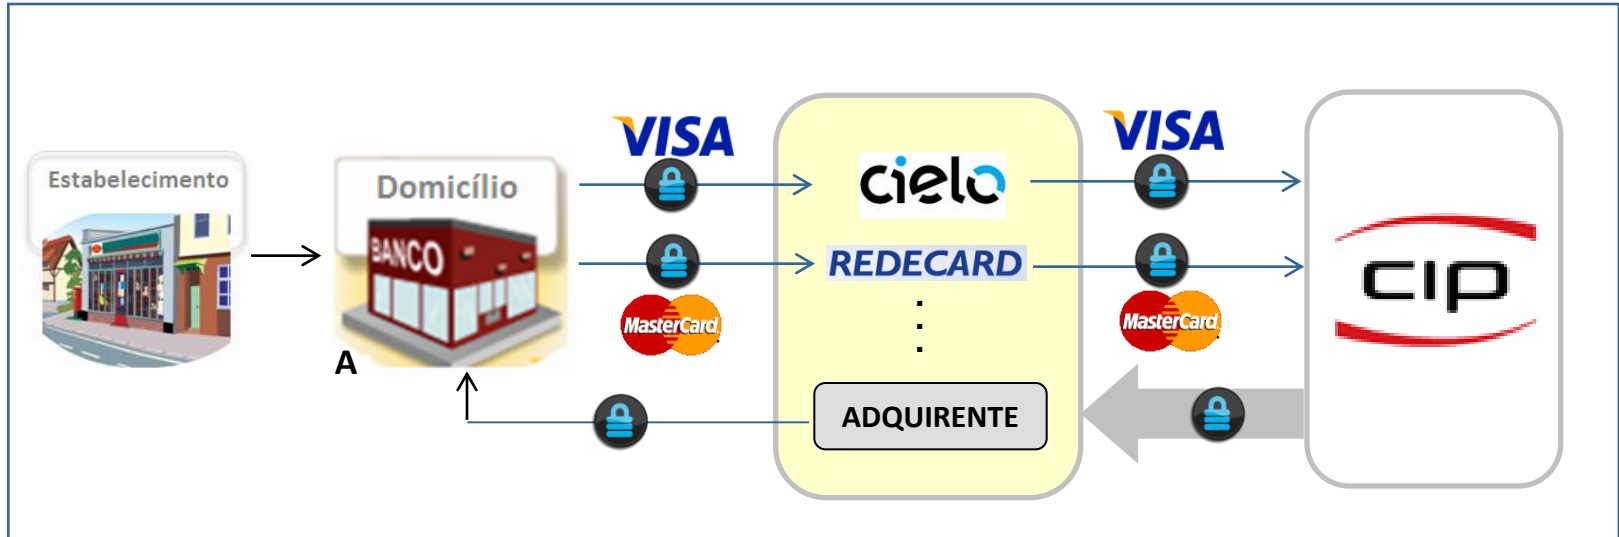 Estabelecimento
Domicílio
BANCO
A
VISA
MasterCard
cielo
REDECARD
ADQUIRENTE
VISA
MasterCard
CIP